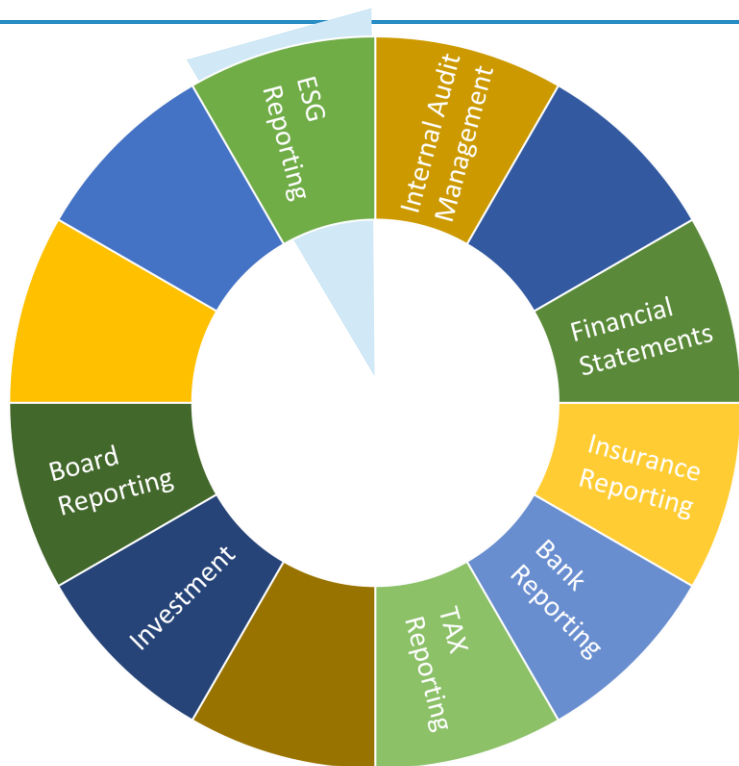 ESG
Reporting
Internal Audit
Management
Financial
Statements
Insurance
Reporting
Bank
Reporting
TAX
Reporting
Investment
Board
Reporting